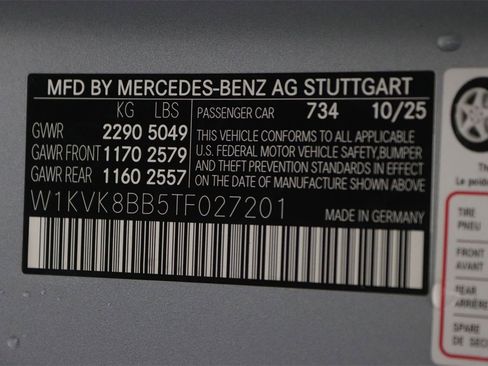 MFD BY MERCEDES-BENZ AG STUTTGART
KG LBS PASSENGER CAR 734 10/25
GVWR 2290 5049
GAWR FRONT 1170 2579
GAWR REAR 1160 2557
THIS VEHICLE CONFORMS TO ALL APPLICABLE
U.S. FEDERAL MOTOR VEHICLE SAFETY, BUMPER
AND THEFT PREVENTION STANDARDS IN EFFECT
ON THE DATE OF MANUFACTURE SHOWN ABOVE.
W1KVK8BB5TF027201 MADE IN GERMANY
The
Le poids
TIRE
PNEU
FRONT
AVANT
REAR
ARRIÈRE
SPARE
DE SEC